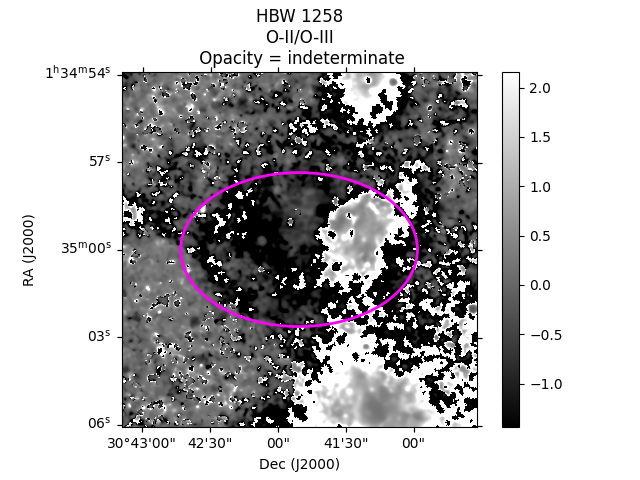 HBW 1258
O-II/O-III
Opacity = indeterminate
1ʰ34ᵐ54ˢ
57ˢ
35ᵐ00ˢ
03ˢ
06ˢ
RA (J2000)
30°43'00" 42'30" 00" 41'30" 00"
Dec (J2000)
2.0
1.5
1.0
0.5
0.0
−0.5
−1.0